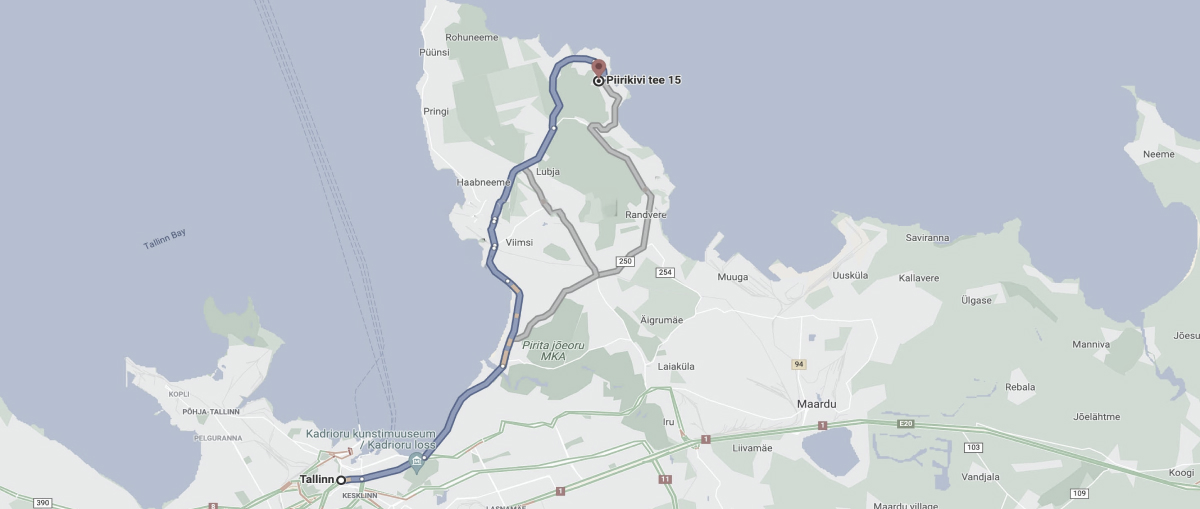 Rohuneeme
Püünsi
Piirikivi tee 15
Pringi
Neeme
Lubja
Haabneeme
Randvere
Tallinn Bay
Viimsi
Saviranna
250
254
Muuga
Uusküla
Kallavere
Ülgase
Äigrumäe
Jõesu
Pirita jõeoru
MKA
Manniva
Laiaküla
94
Rebala
KOPLI
Maardu
PÕHJA-TALLINN
Jõelähtme
Iru
1
E20
PELGURANNA
Kadrioru kunstimuuseum
Kadrioru loss
1
Liivamäe
103
Koogi
Tallinn
11
Vandjala
KESKLINN
1
109
390
8
LASNAMÄE
Maardu village